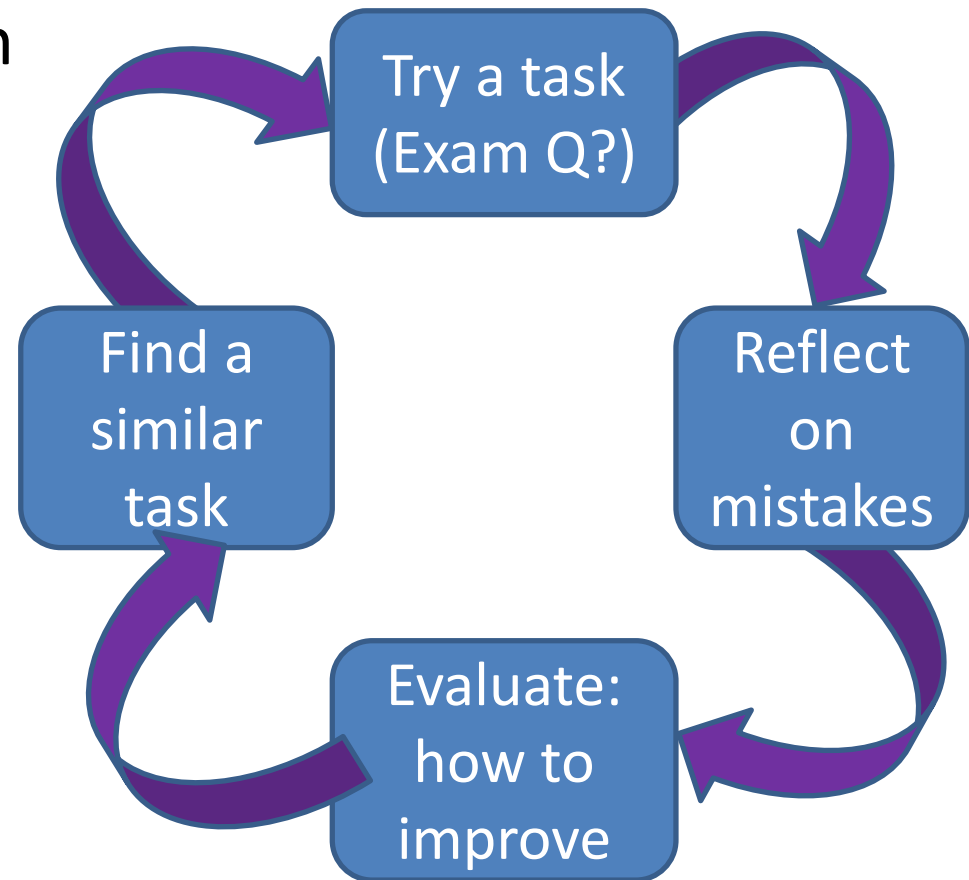 Try a task
(Exam Q?)
Reflect
on
mistakes
Evaluate:
how to
improve
Find a
similar
task